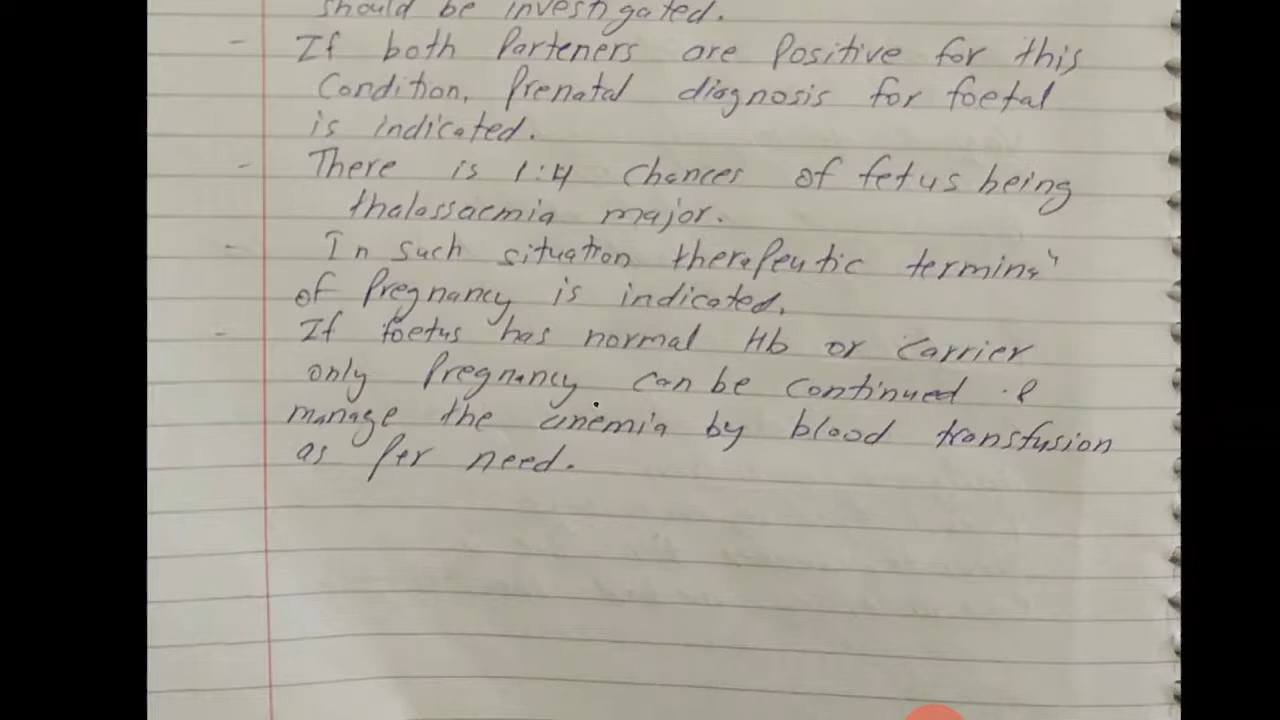 should be investigated.
- If both Parteners are Positive for this
Condition, Prenatal diagnosis for foetal
is indicated.
- There is 1:4 Chances of fetus being
thalassaemia major.
- In such situation therapeutic termin"
of Pregnancy is indicated.
- If foetus has normal Hb or Carrier
only Pregnancy can be continued &
manage the anemia by blood transfusion
as Per need.